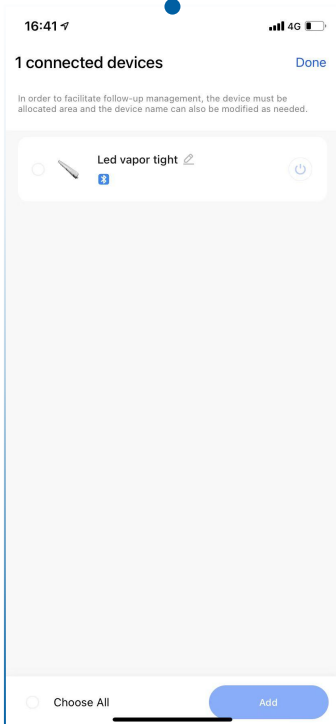 16:41
4G
1 connected devices
Done
In order to facilitate follow-up management, the device must be
allocated area and the device name can also be modified as needed.
Led vapor tight
Choose All
Add